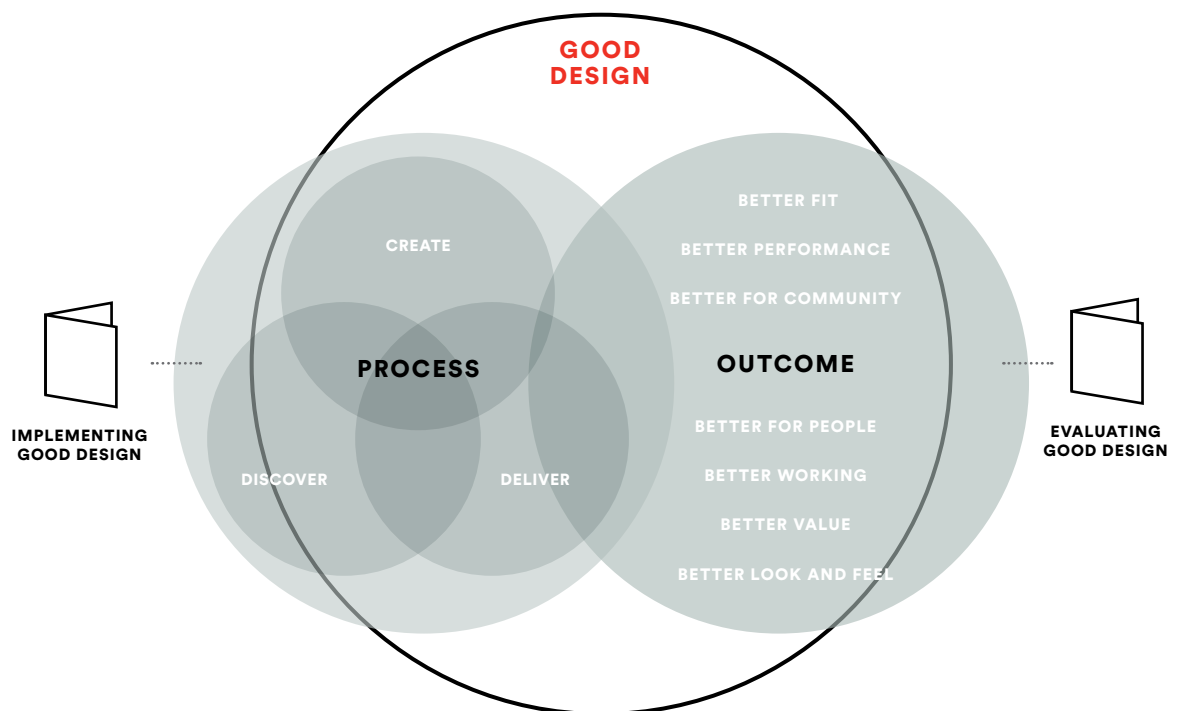 GOOD
DESIGN
BETTER FIT
CREATE
BETTER PERFORMANCE
BETTER FOR COMMUNITY
PROCESS
OUTCOME
BETTER FOR PEOPLE
IMPLEMENTING
GOOD DESIGN
EVALUATING
GOOD DESIGN
DISCOVER
DELIVER
BETTER WORKING
BETTER VALUE
BETTER LOOK AND FEEL